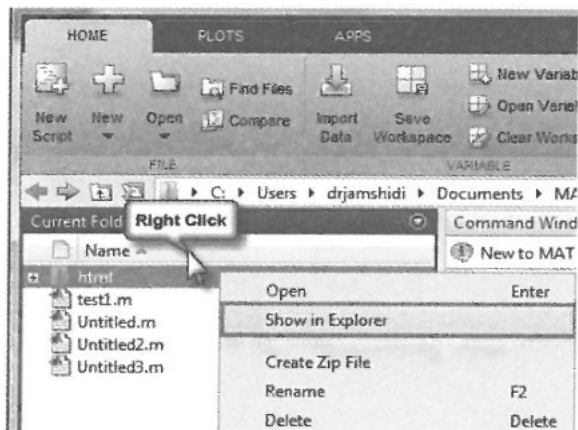 HOME PLOTS APPS
New Script
New
Open
Find Files
Compare
Import Data
Save Workspace
New Variab
Open Varial
Clear Works
FILE VARIABLE
C: Users drjamshidi Documents MA
Current Fold
Right Click
Command Wind
Name
New to MAT
html
test1.m
Untitled.m
Untitled2.m
Untitled3.m
Open Enter
Show in Explorer
Create Zip File
Rename F2
Delete Delete